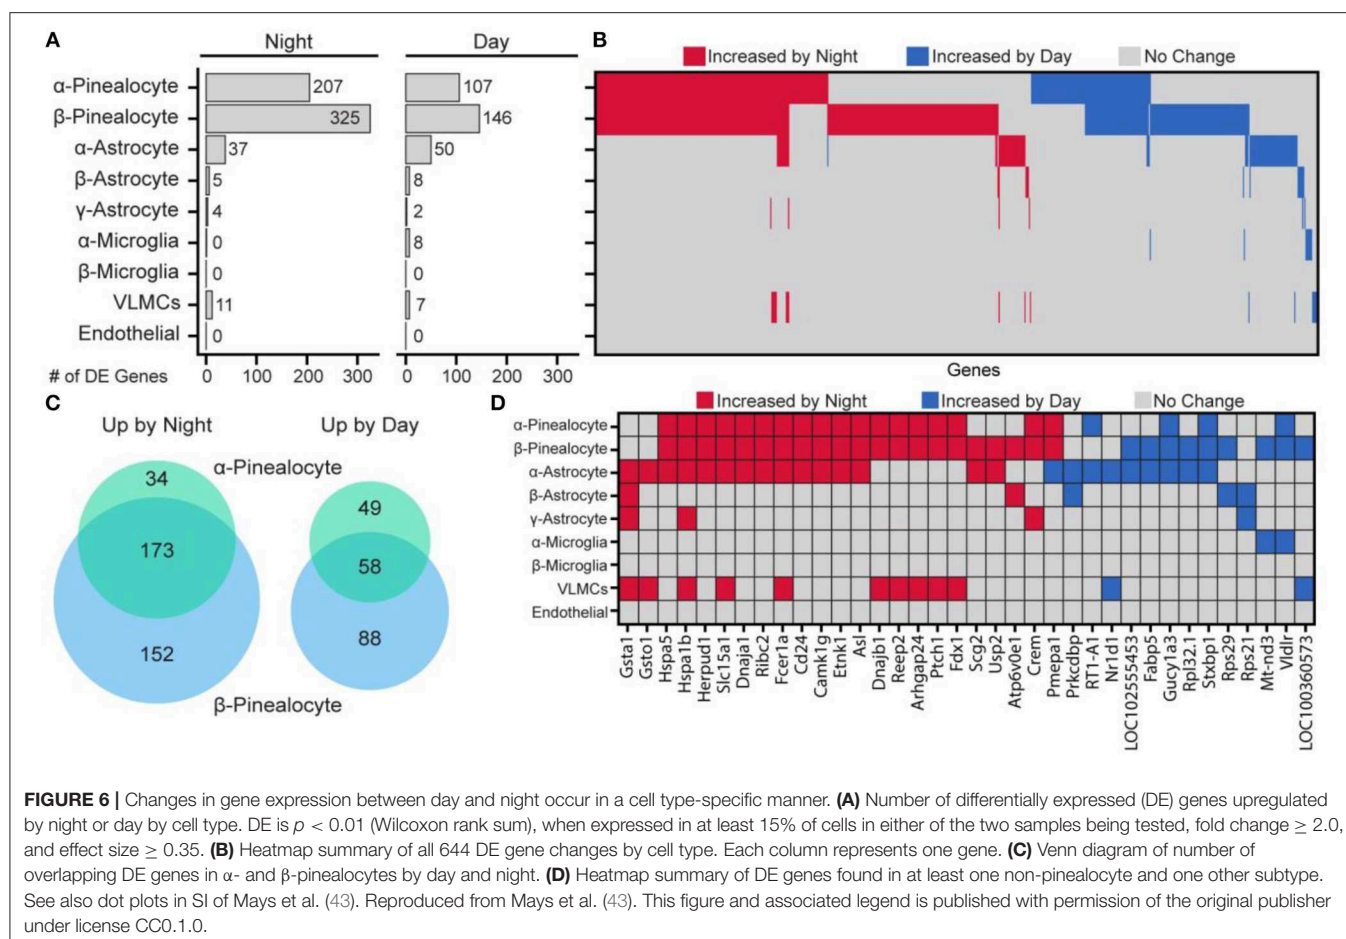 A
Night
Day
α-Pinealocyte
207
107
β-Pinealocyte
325
146
α-Astrocyte
37
50
β-Astrocyte
5
8
γ-Astrocyte
4
2
α-Microglia
0
8
β-Microglia
0
0
VLMCs
11
7
Endothelial
0
0
# of DE Genes
0 100 200 300
0 100 200 300
B
Increased by Night
Increased by Day
No Change
Genes
C
Up by Night
Up by Day
α-Pinealocyte
34
173
152
49
58
88
β-Pinealocyte
D
Increased by Night
Increased by Day
No Change
α-Pinealocyte
β-Pinealocyte
α-Astrocyte
β-Astrocyte
γ-Astrocyte
α-Microglia
β-Microglia
VLMCs
Endothelial
Gsta1
Gsto1
Hspa5
Hspa1b
Herpud1
Slc15a1
Dnaja1
Ribc2
Fcer1a
Cd24
Camk1g
Etnk1
Asl
Dnajb1
Reep2
Arhgap24
Ptch1
Fdx1
Scg2
Usp2
Atp6v0e1
Crem
Pmepa1
Prkcdbp
RT1-A1
Nr1d1
LOC102555453
Fabp5
Gucy1a3
Rpl32.1
Stxbp1
Rps29
Rps21
Mt-nd3
Vldlr
LOC100360573
FIGURE 6 | Changes in gene expression between day and night occur in a cell type-specific manner. (A) Number of differentially expressed (DE) genes upregulated
by night or day by cell type. DE is p < 0.01 (Wilcoxon rank sum), when expressed in at least 15% of cells in either of the two samples being tested, fold change ≥ 2.0,
and effect size ≥ 0.35. (B) Heatmap summary of all 644 DE gene changes by cell type. Each column represents one gene. (C) Venn diagram of number of
overlapping DE genes in α- and β-pinealocytes by day and night. (D) Heatmap summary of DE genes found in at least one non-pinealocyte and one other subtype.
See also dot plots in SI of Mays et al. (43). Reproduced from Mays et al. (43). This figure and associated legend is published with permission of the original publisher
under license CC0.1.0.